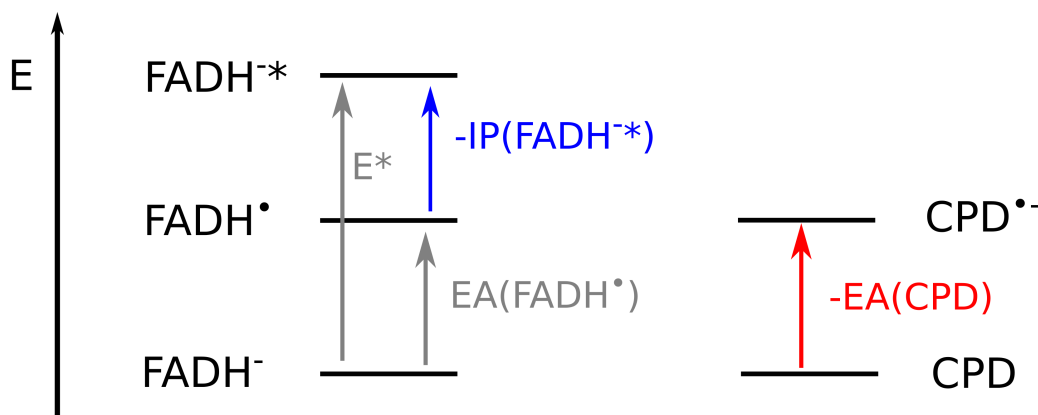 E
FADH⁻*
-IP(FADH⁻*)
E*
FADH•
CPD•⁻
EA(FADH•)
-EA(CPD)
FADH⁻
CPD